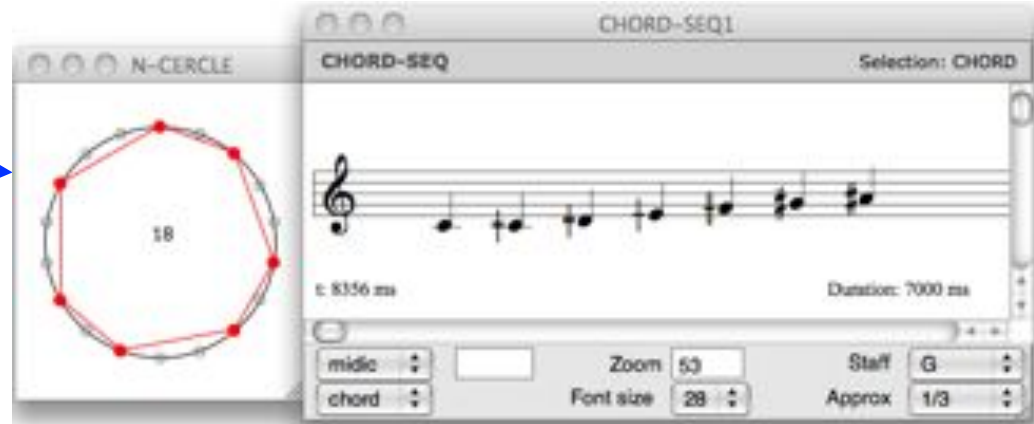 N-CERCLE
18
CHORD-SEQ1
CHORD-SEQ
Selection: CHORD
t: 8356 ms
Duration: 7000 ms
midic
Zoom 53
Staff G
chord
Font size 28
Approx 1/3